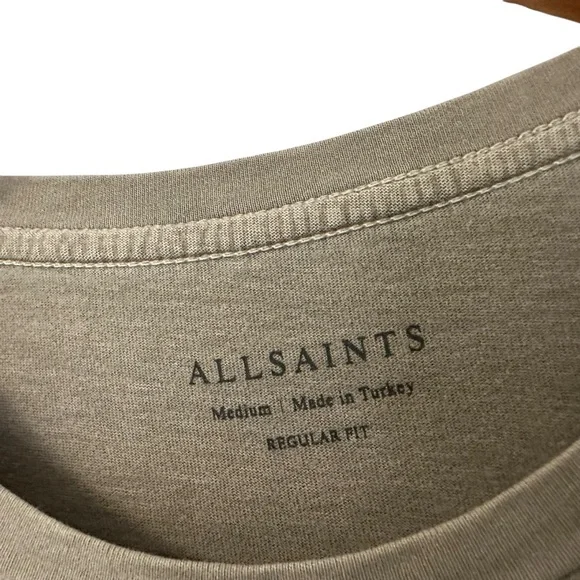 ALLSAINTS
Medium | Made in Turkey
REGULAR FIT